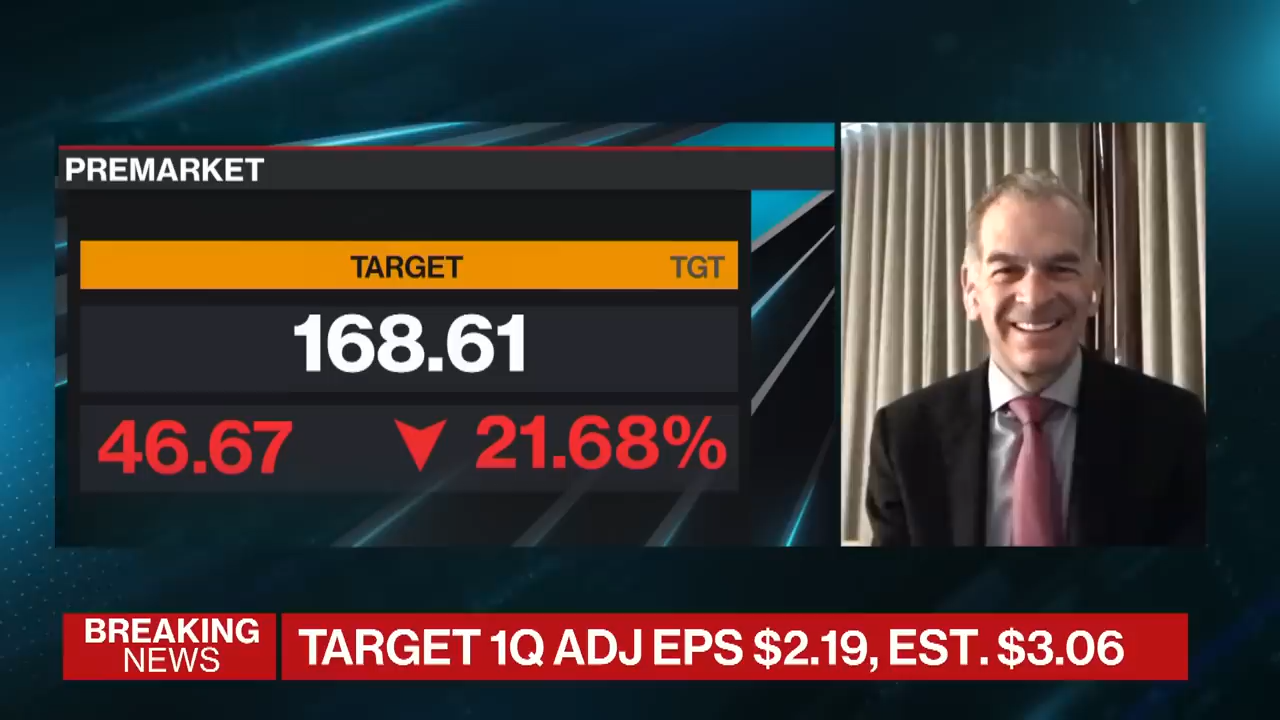 PREMARKET
TARGET TGT
168.61
46.67 ▼ 21.68%
BREAKING NEWS
TARGET 1Q ADJ EPS $2.19, EST. $3.06